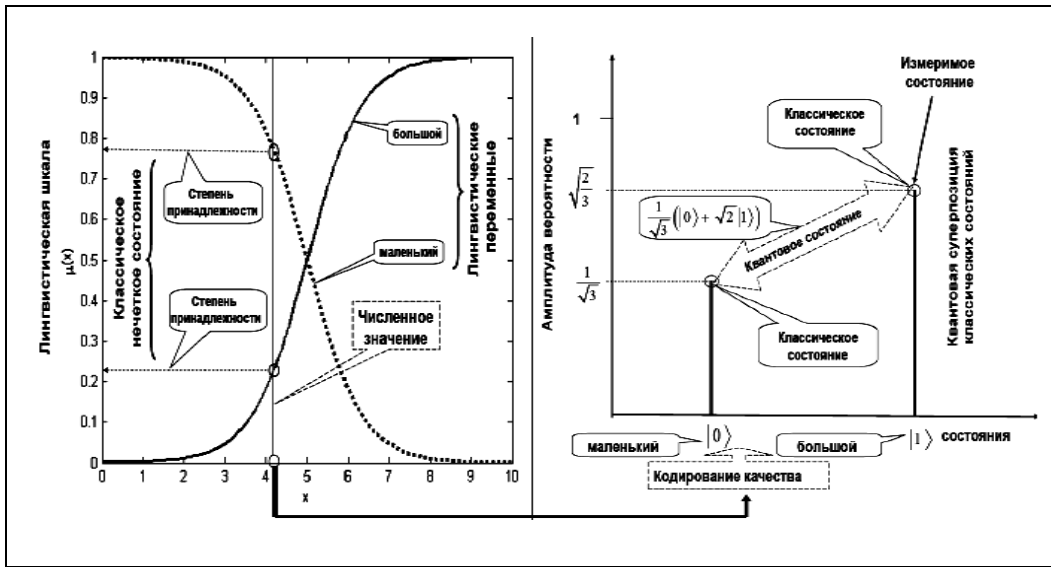 Лингвистическая шкала
μ(x)
Классическое
нечеткое состояние
1
0.9
0.8
0.7
0.6
0.5
0.4
0.3
0.2
0.1
0
0 1 2 3 4 5 6 7 8 9 10
x
Степень
принадлежности
Степень
принадлежности
большой
маленький
Лингвистические
переменные
Численное
значение
Амплитуда вероятности
1
√2/3
1/√3
Измеримое
состояние
Классическое
состояние
1/√3 (|0⟩ + √2|1⟩)
Квантовое состояние
Классическое
состояние
Квантовая суперпозиция
классических состояний
маленький |0⟩ большой |1⟩ состояния
Кодирование качества